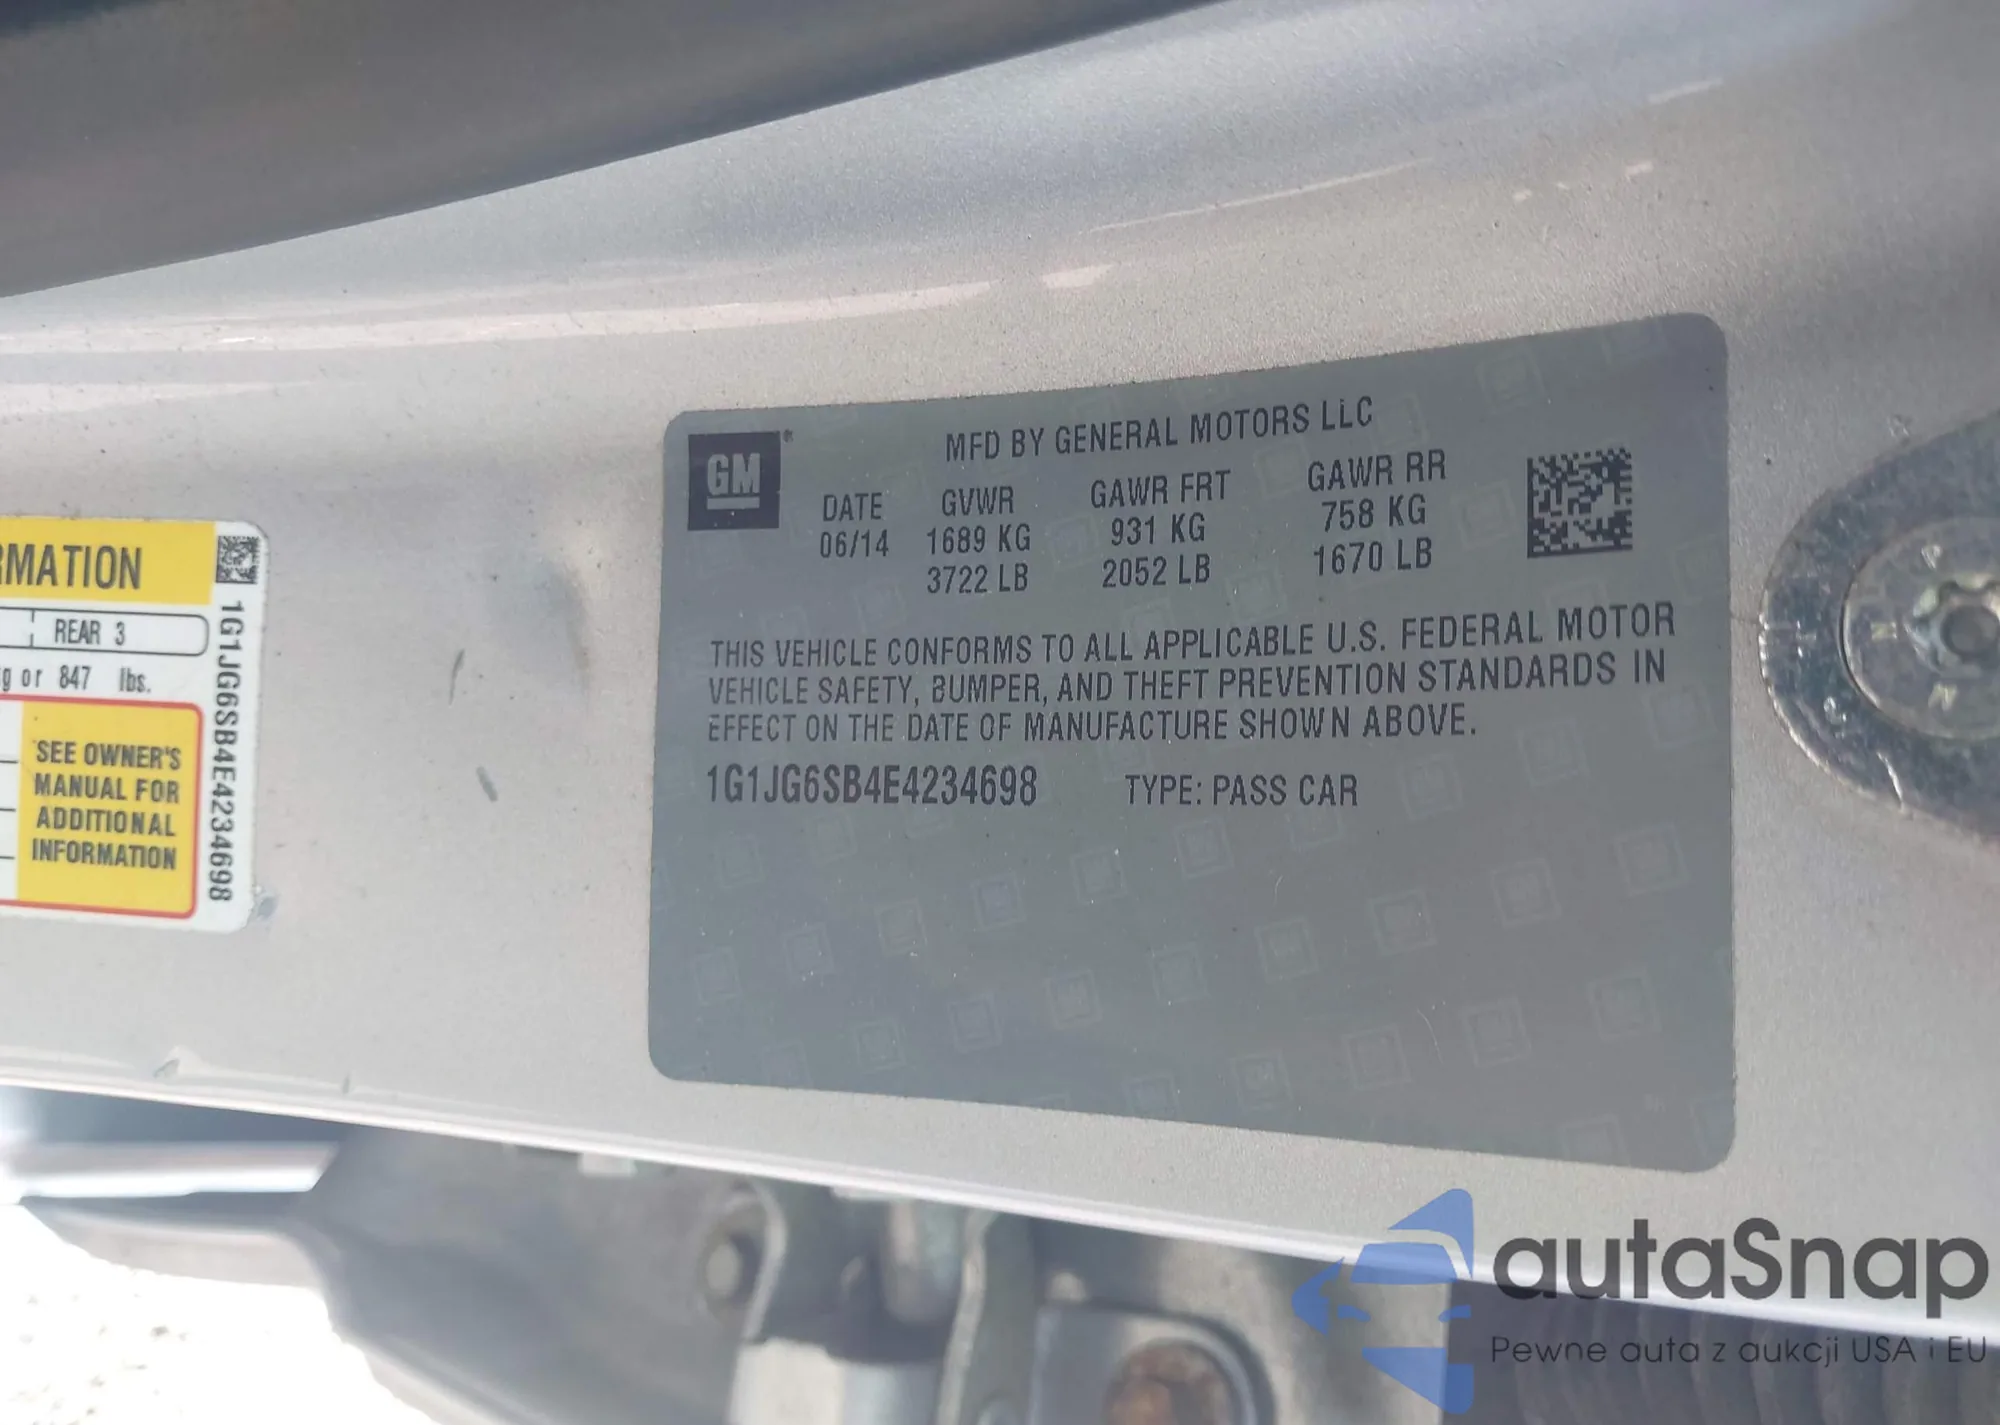 RMATION
REAR 3
g or 847 lbs.
SEE OWNER'S
MANUAL FOR
ADDITIONAL
INFORMATION
1G1JG6SB4E4234698
GM
MFD BY GENERAL MOTORS LLC
DATE GVWR GAWR FRT GAWR RR
06/14 1689 KG 931 KG 758 KG
3722 LB 2052 LB 1670 LB
THIS VEHICLE CONFORMS TO ALL APPLICABLE U.S. FEDERAL MOTOR
VEHICLE SAFETY, BUMPER, AND THEFT PREVENTION STANDARDS IN
EFFECT ON THE DATE OF MANUFACTURE SHOWN ABOVE.
1G1JG6SB4E4234698 TYPE: PASS CAR
autaSnap
Pewne auta z aukcji USA i EU